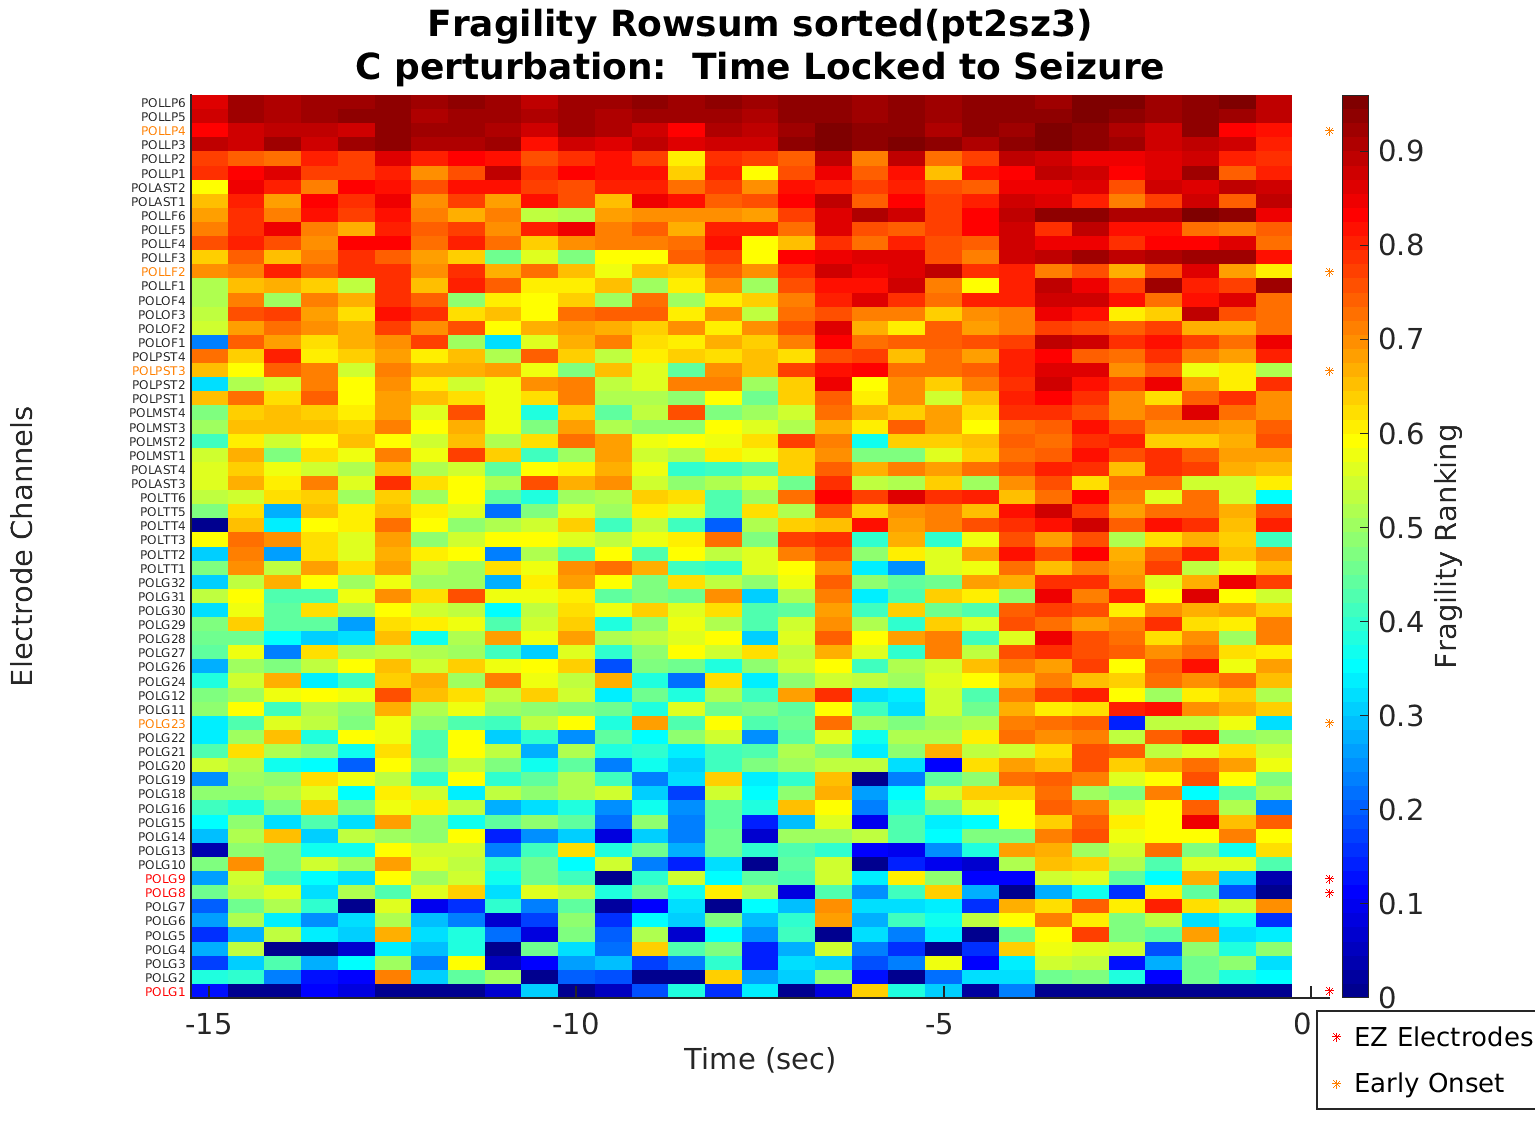 Fragility Rowsum sorted(pt2sz3)
C perturbation:  Time Locked to Seizure
Electrode Channels
POLLP6
POLLP5
POLLP4
POLLP3
POLLP2
POLLP1
POLAST2
POLAST1
POLLF6
POLLF5
POLLF4
POLLF3
POLLF2
POLLF1
POLOF4
POLOF3
POLOF2
POLOF1
POLPST4
POLPST3
POLPST2
POLPST1
POLMST4
POLMST3
POLMST2
POLMST1
POLAST4
POLAST3
POLTT6
POLTT5
POLTT4
POLTT3
POLTT2
POLTT1
POLG32
POLG31
POLG30
POLG29
POLG28
POLG27
POLG26
POLG24
POLG12
POLG11
POLG23
POLG22
POLG21
POLG20
POLG19
POLG18
POLG16
POLG15
POLG14
POLG13
POLG10
POLG9
POLG8
POLG7
POLG6
POLG5
POLG4
POLG3
POLG2
POLG1
-15 -10 -5 0
Time (sec)
0.9
0.8
0.7
0.6
0.5
0.4
0.3
0.2
0.1
0
Fragility Ranking
EZ Electrodes
Early Onset